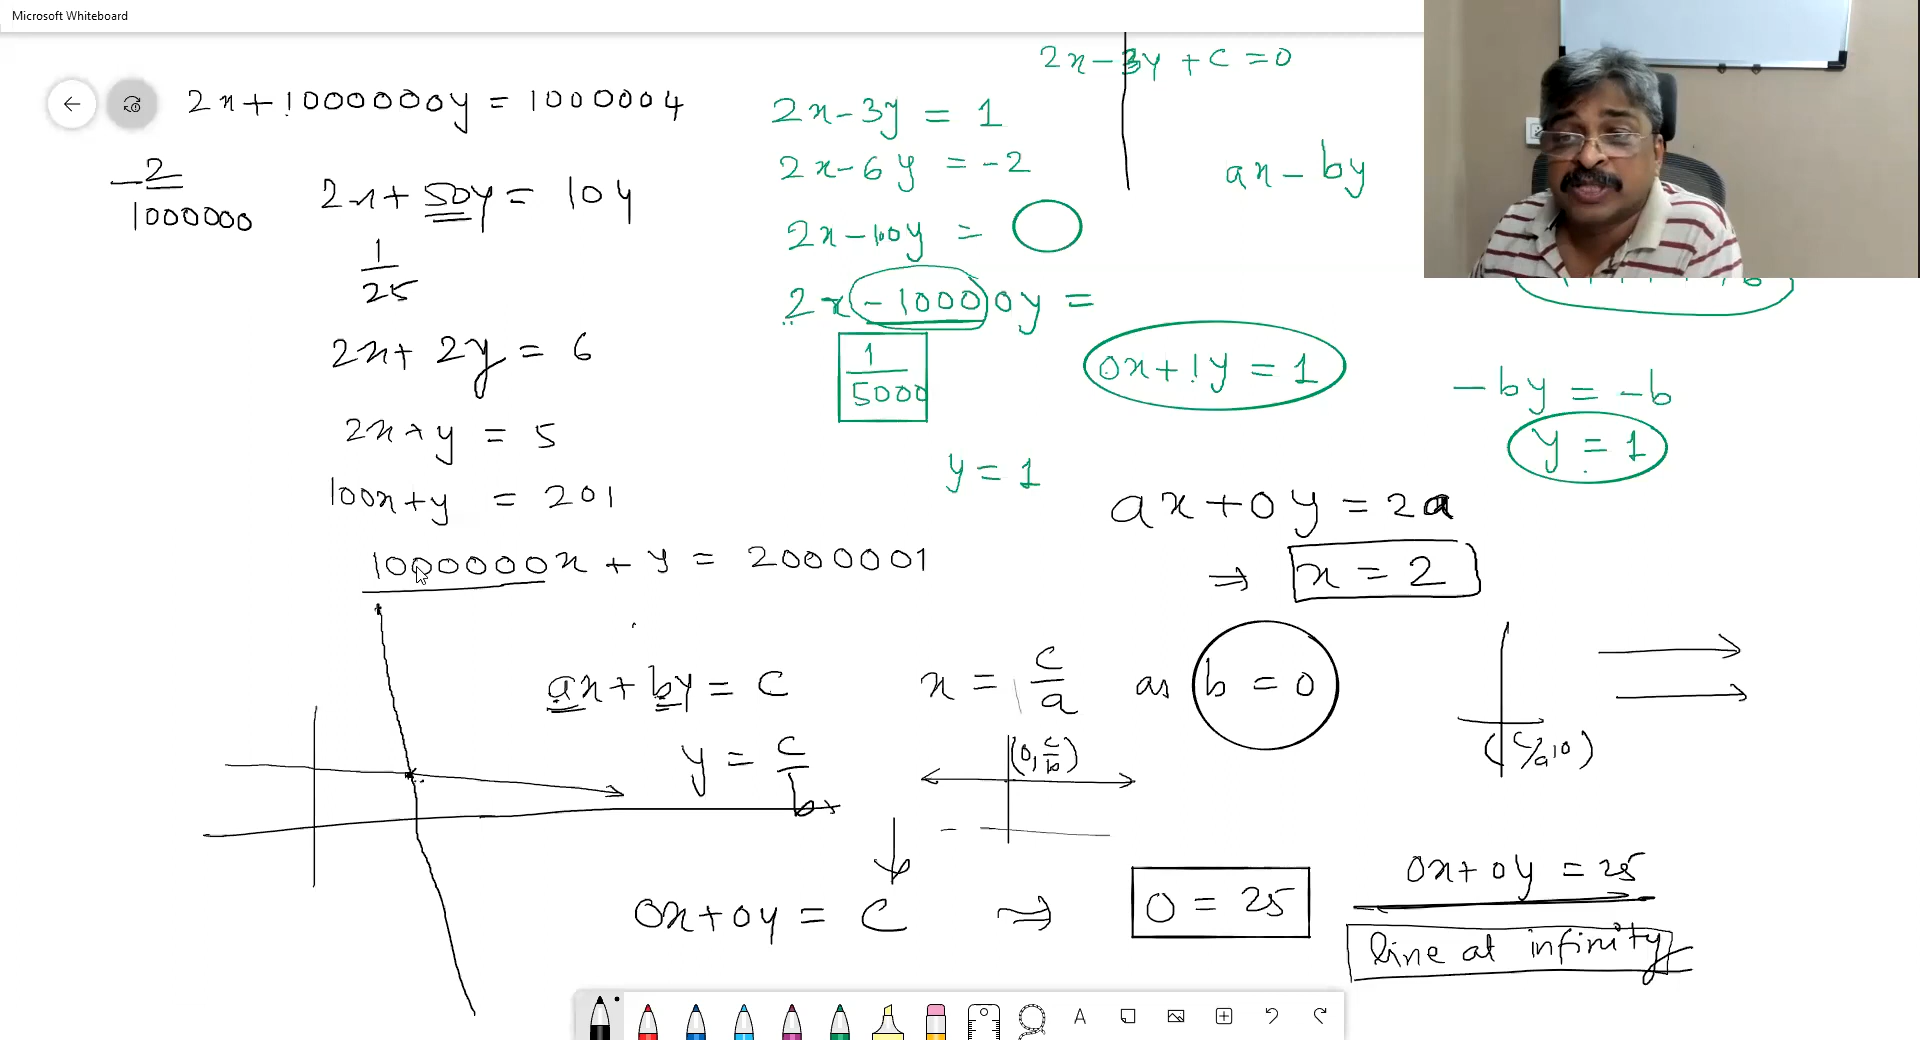 Microsoft Whiteboard
2x + 1000000y = 1000004
-2/1000000
2x + 50y = 104
1/25
2x + 2y = 6
2x + y = 5
100x + y = 201
1000000x + y = 2000001
2x - 3y + c = 0
2x - 3y = 1
2x - 6y = -2
2x - 100y =
2x - 10000y =
1/5000
ax - by
0x + 1y = 1
y = 1
-by = -b
y = 1
ax + 0y = 2a
⇒ x = 2
ax + by = c
x = c/a as b = 0
y = c/b
(0, c/b)
(c/a, 0)
0x + 0y = c ⇒ 0 = 25
0x + 0y = 25
line at infinity
A